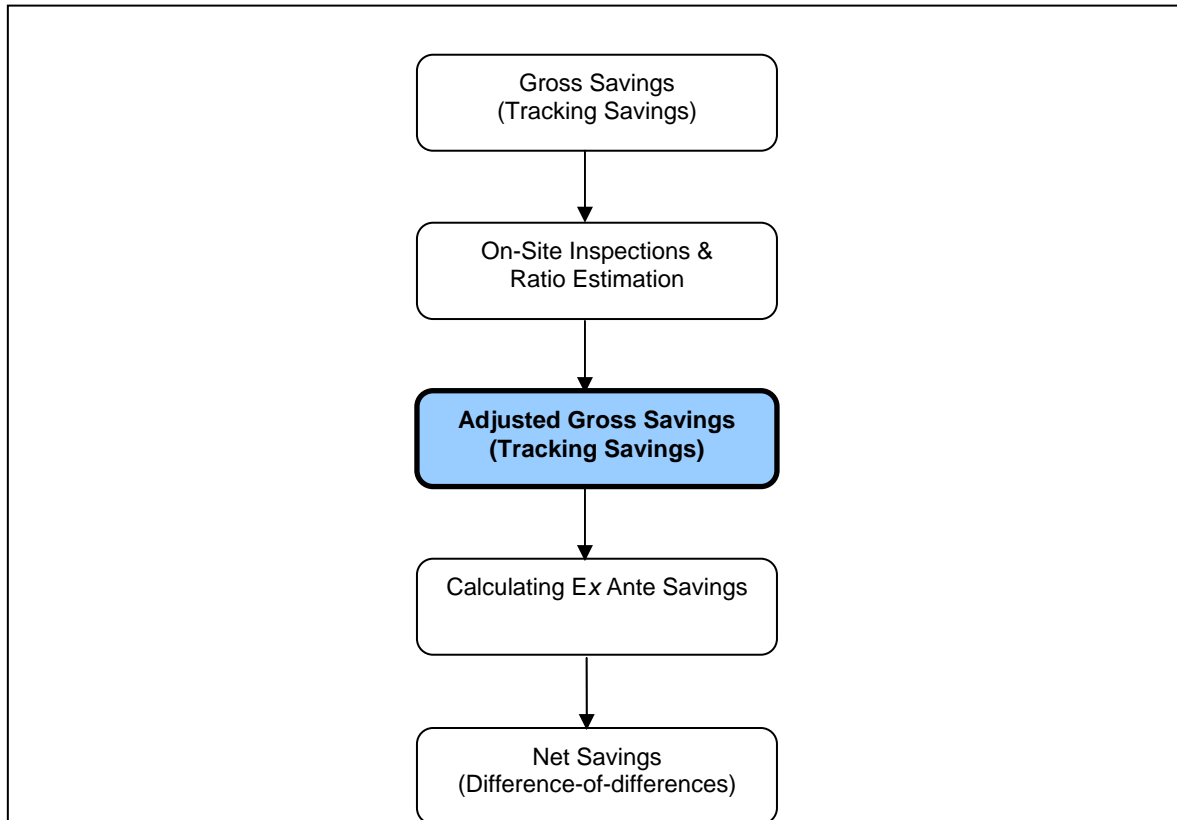 Gross Savings
(Tracking Savings)
On-Site Inspections &
Ratio Estimation
Adjusted Gross Savings
(Tracking Savings)
Calculating Ex Ante Savings
Net Savings
(Difference-of-differences)